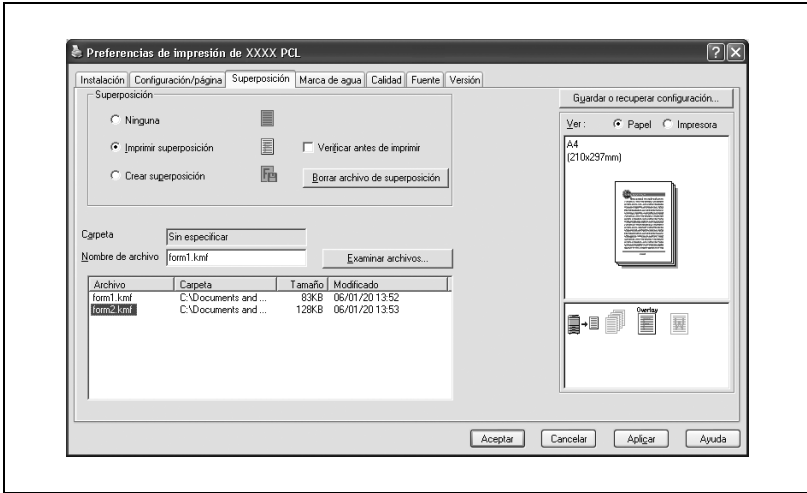 Preferencias de impresión de XXXX PCL
Instalación Configuración/página Superposición Marca de agua Calidad Fuente Versión
Superposición
Ninguna
Imprimir superposición
Verificar antes de imprimir
Crear superposición
Borrar archivo de superposición
Carpeta Sin especificar
Nombre de archivo form1.kmf Examinar archivos...
Archivo Carpeta Tamaño Modificado
form1.kmf C:\Documents and ... 83KB 06/01/20 13:52
form2.kmf C:\Documents and ... 128KB 06/01/20 13:53
Guardar o recuperar configuración...
Ver: Papel Impresora
A4
(210x297mm)
Overlay
Aceptar Cancelar Aplicar Ayuda